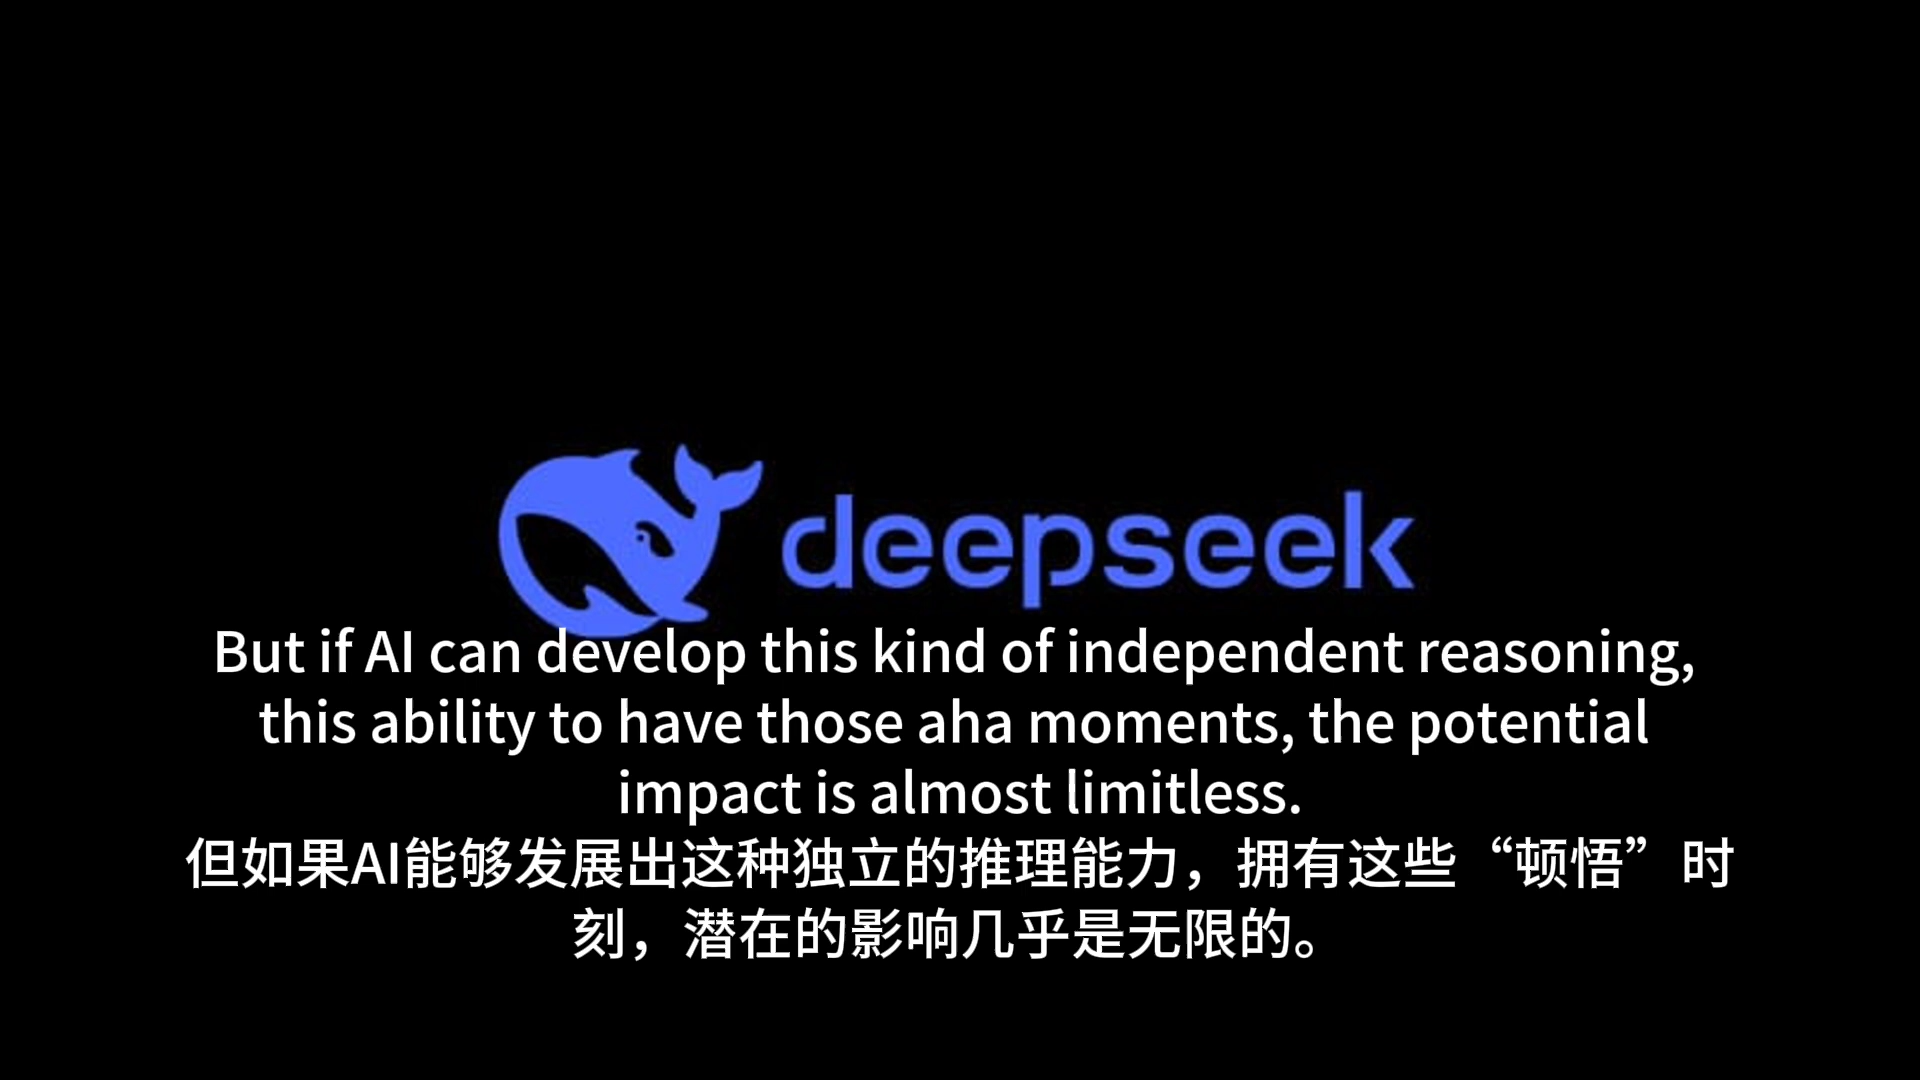 deepseek
But if AI can develop this kind of independent reasoning,
this ability to have those aha moments, the potential
impact is almost limitless.
但如果AI能够发展出这种独立的推理能力，拥有这些“顿悟”时
刻，潜在的影响几乎是无限的。